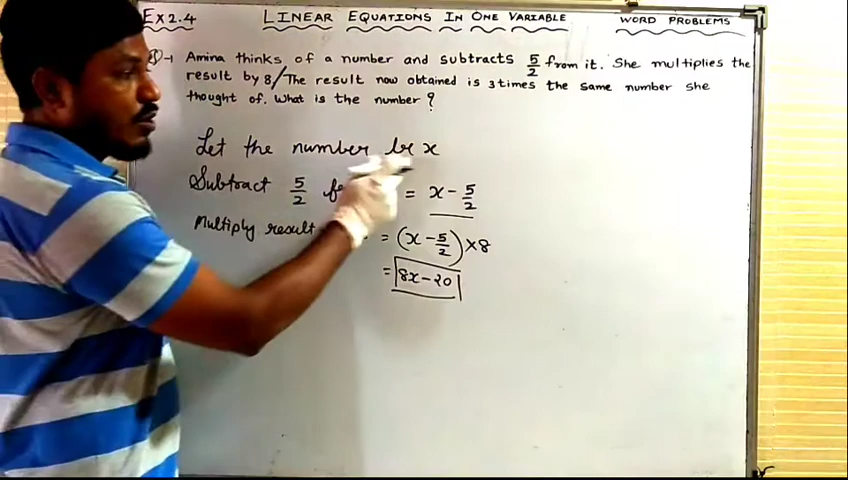 Ex 2.4 LINEAR EQUATIONS IN ONE VARIABLE WORD PROBLEMS
Amina thinks of a number and subtracts 5/2 from it. She multiplies the
result by 8/The result now obtained is 3 times the same number she
thought of. What is the number?
Let the number be x
Subtract 5/2 = x - 5/2
Multiply result = (x - 5/2) × 8
= 8x - 20